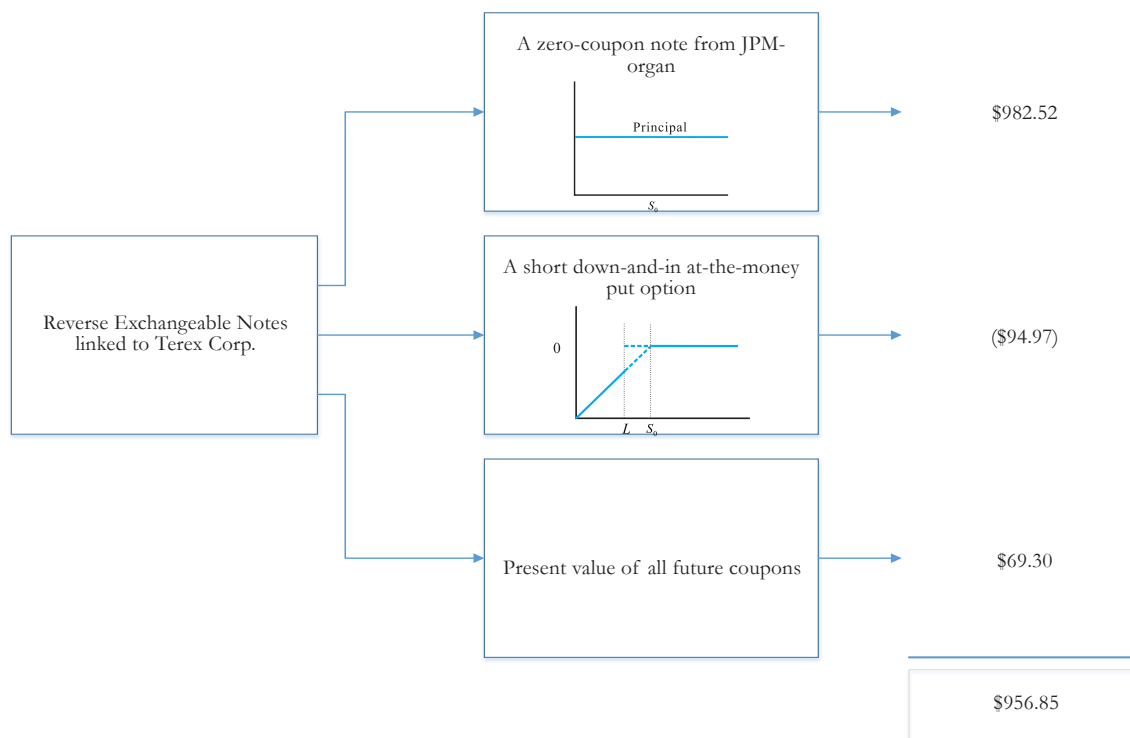 A zero-coupon note from JPM-
organ
Principal
S₀
$982.52
Reverse Exchangeable Notes
linked to Terex Corp.
A short down-and-in at-the-money
put option
0
L S₀
($94.97)
Present value of all future coupons
$69.30
$956.85